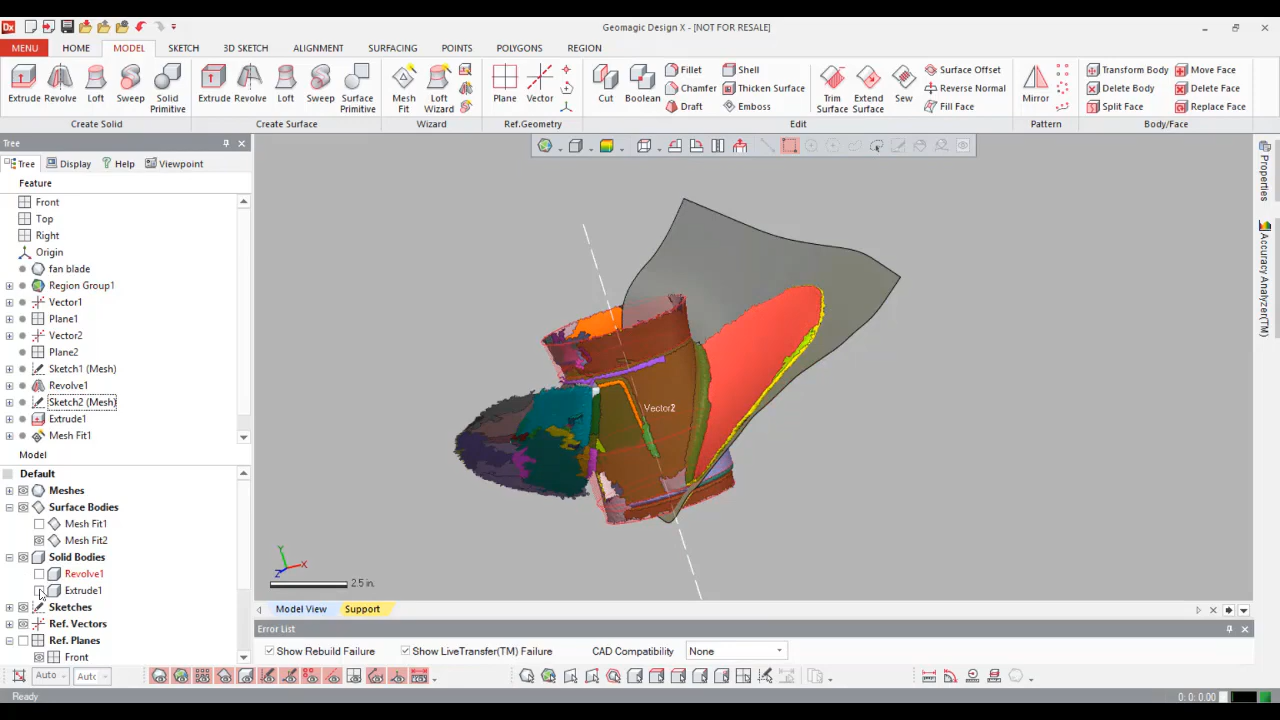 Dx
Geomagic Design X - [NOT FOR RESALE]
MENU HOME MODEL SKETCH 3D SKETCH ALIGNMENT SURFACING POINTS POLYGONS REGION
Extrude Revolve Loft Sweep Solid Primitive
Create Solid
Extrude Revolve Loft Sweep Surface Primitive
Create Surface
Mesh Fit Loft Wizard
Wizard
Plane Vector
Ref.Geometry
Cut Boolean
Fillet Shell
Chamfer Thicken Surface
Draft Emboss
Trim Surface Extend Surface Sew
Surface Offset
Reverse Normal
Fill Face
Edit
Mirror
Pattern
Transform Body Move Face
Delete Body Delete Face
Split Face Replace Face
Body/Face
Tree
Tree Display Help Viewpoint
Feature
Front
Top
Right
Origin
fan blade
Region Group1
Vector1
Plane1
Vector2
Plane2
Sketch1 (Mesh)
Revolve1
Sketch2 (Mesh)
Extrude1
Mesh Fit1
Model
Default
Meshes
Surface Bodies
Mesh Fit1
Mesh Fit2
Solid Bodies
Revolve1
Extrude1
Sketches
Ref. Vectors
Ref. Planes
Front
Vector2
Y
X
Z
2.5 in.
Properties
Accuracy Analyzer(TM)
Model View Support
Error List
Show Rebuild Failure Show LiveTransfer(TM) Failure CAD Compatibility None
Auto Auto
Ready
0: 0: 0.00